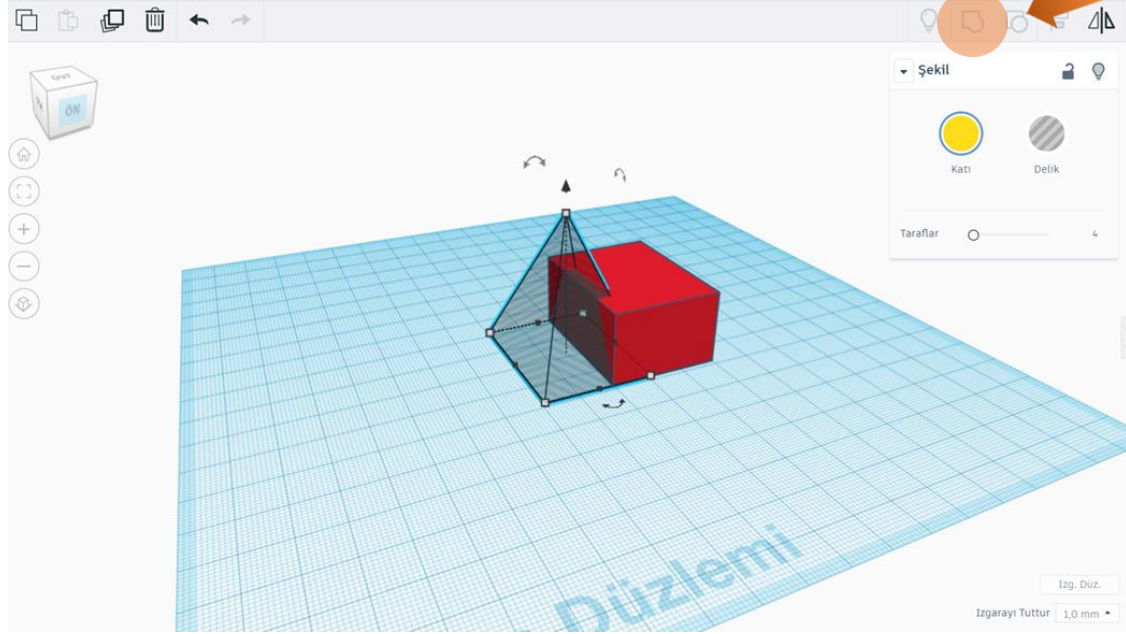 Şekil
ÖN
Katı
Delik
Taraflar
4
Düzlemi
Izg. Düz.
Izgarayı Tuttur 1,0 mm